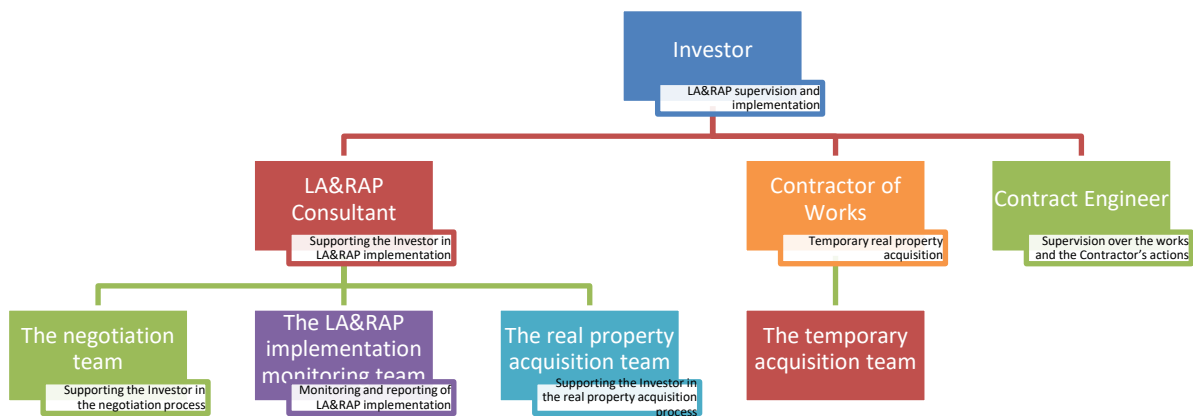 Investor
LA&RAP supervision and
implementation
LA&RAP
Consultant
Supporting the Investor in
LA&RAP implementation
Contractor of
Works
Temporary real property
acquisition
Contract Engineer
Supervision over the works
and the Contractor's actions
The negotiation
team
Supporting the Investor in
the negotiation process
The LA&RAP
implementation
monitoring team
Monitoring and reporting of
LA&RAP implementation
The real property
acquisition team
Supporting the Investor in
the real property acquisition
process
The temporary
acquisition team